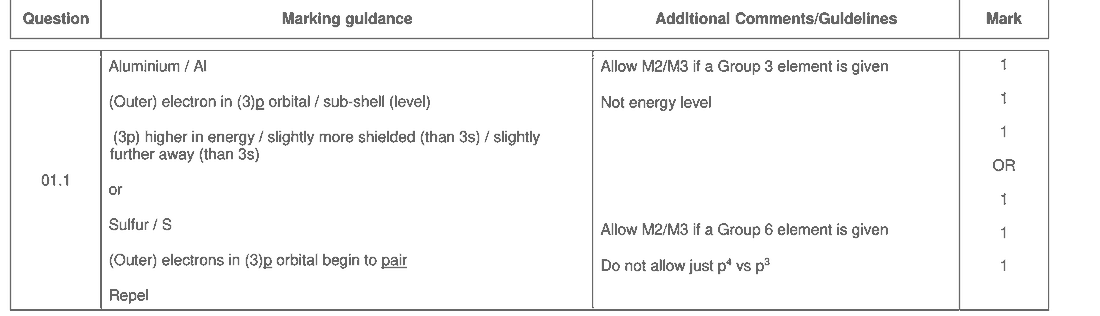 Question Marking guidance Additional Comments/Guidelines Mark
Aluminium / Al Allow M2/M3 if a Group 3 element is given 1
(Outer) electron in (3)p orbital / sub-shell (level) Not energy level 1
(3p) higher in energy / slightly more shielded (than 3s) / slightly 1
further away (than 3s)
OR
01.1
or
1
Sulfur / S Allow M2/M3 if a Group 6 element is given 1
(Outer) electrons in (3)p orbital begin to pair Do not allow just p⁴ vs p³ 1
Repel